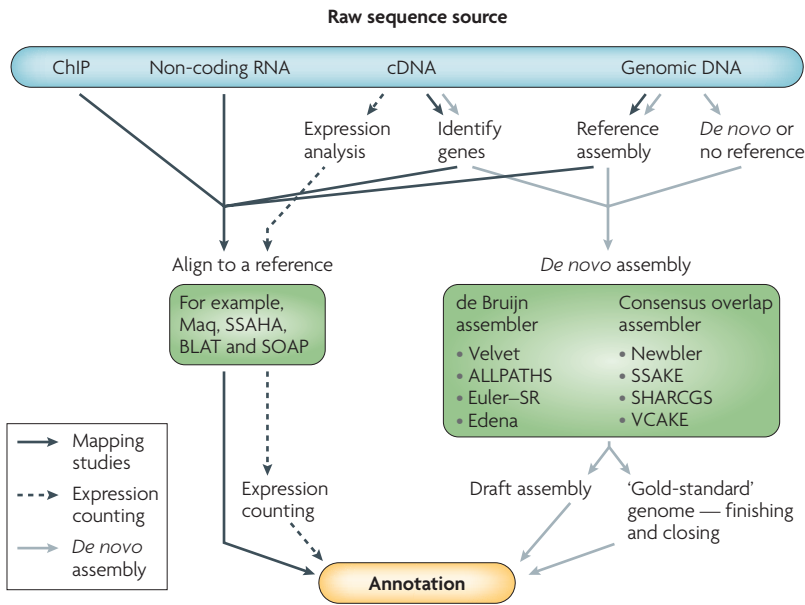 Raw sequence source
ChIP
Non-coding RNA
cDNA
Genomic DNA
Expression
analysis
Identify
genes
Reference
assembly
De novo or
no reference
Align to a reference
De novo assembly
For example,
Maq, SSAHA,
BLAT and SOAP
de Bruijn
assembler
• Velvet
• ALLPATHS
• Euler–SR
• Edena
Consensus overlap
assembler
• Newbler
• SSAKE
• SHARCGS
• VCAKE
Mapping
studies
Expression
counting
De novo
assembly
Expression
counting
Draft assembly
‘Gold-standard’
genome — finishing
and closing
Annotation